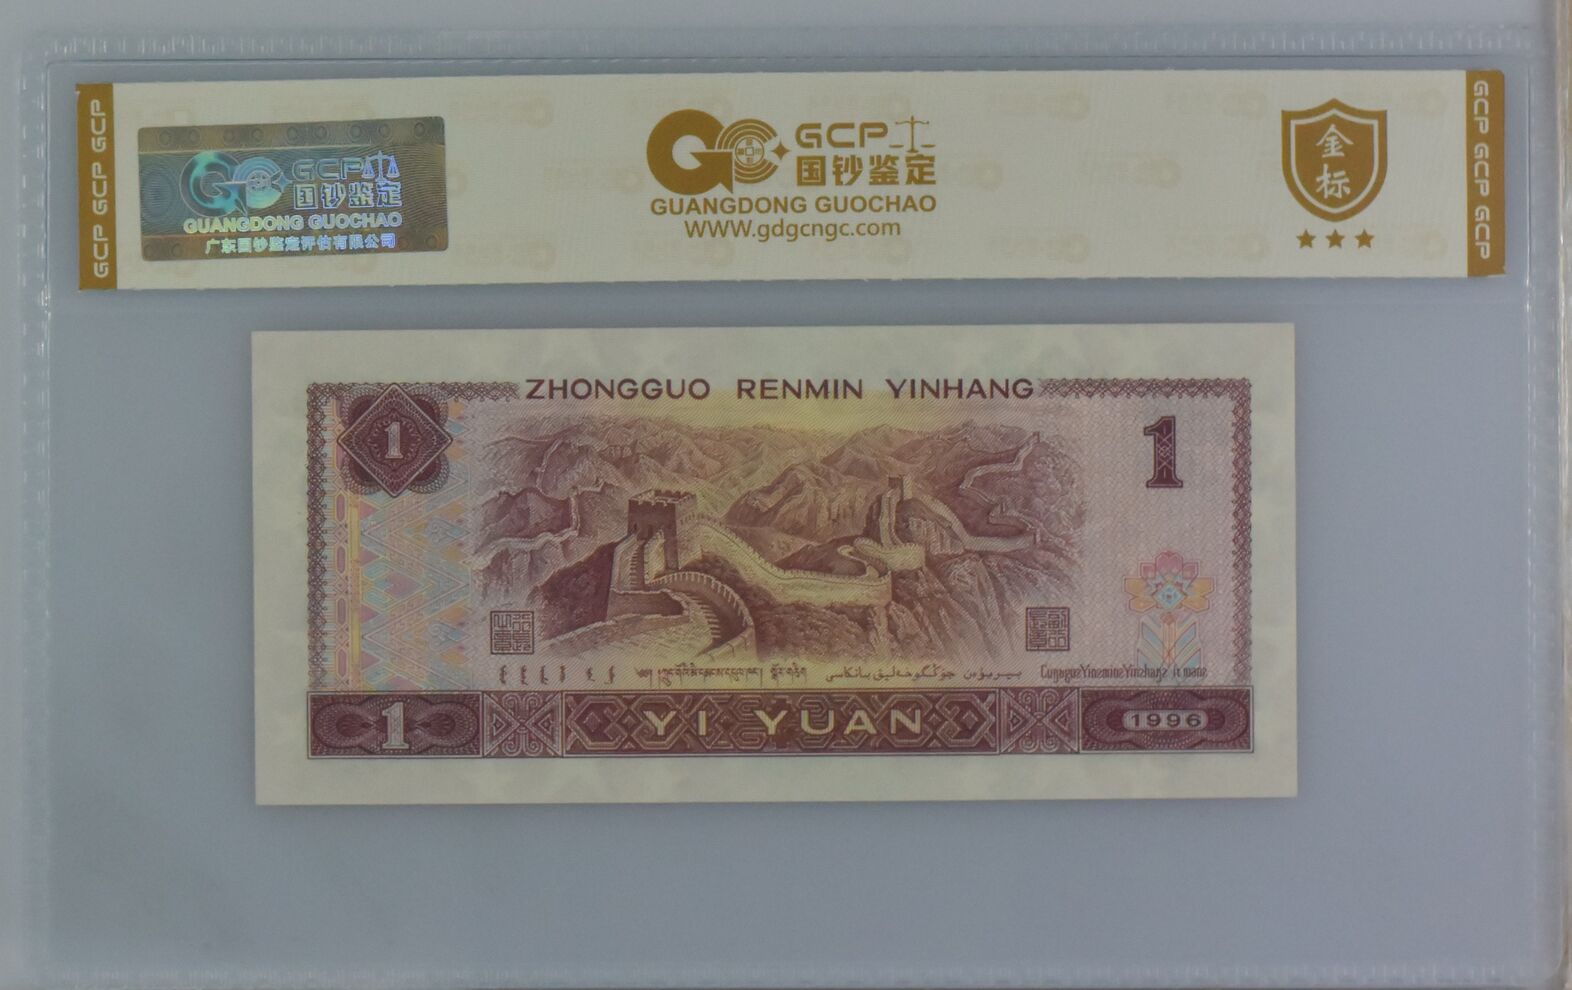 GCP GCP GCP
GCP
国钞鉴定
GUANGDONG GUOCHAO
广东国钞鉴定评估有限公司
GCP
国钞鉴定
GUANGDONG GUOCHAO
WWW.gdgcngc.com
金标
GCP GCP GCP
ZHONGGUO RENMIN YINHANG
1
1
1 YI YUAN 1996